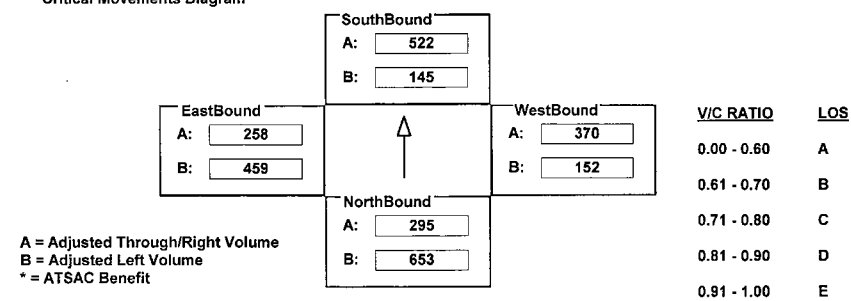 Critical Movements Diagram
SouthBound
A: 522
B: 145
EastBound
A: 258
B: 459
WestBound
A: 370
B: 152
NorthBound
A: 295
B: 653
A = Adjusted Through/Right Volume
B = Adjusted Left Volume
* = ATSAC Benefit
V/C RATIO LOS
0.00 - 0.60 A
0.61 - 0.70 B
0.71 - 0.80 C
0.81 - 0.90 D
0.91 - 1.00 E